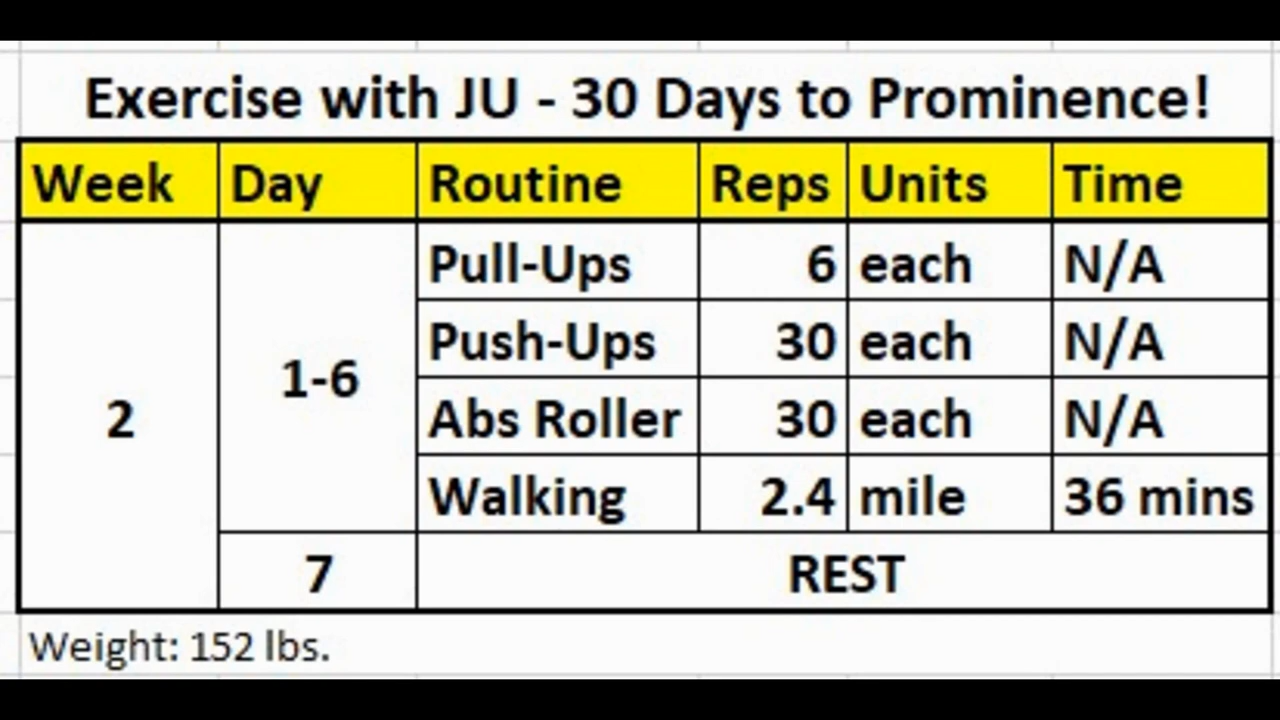 Exercise with JU - 30 Days to Prominence!
Week Day Routine Reps Units Time
2 1-6 Pull-Ups 6 each N/A
Push-Ups 30 each N/A
Abs Roller 30 each N/A
Walking 2.4 mile 36 mins
7 REST
Weight: 152 lbs.